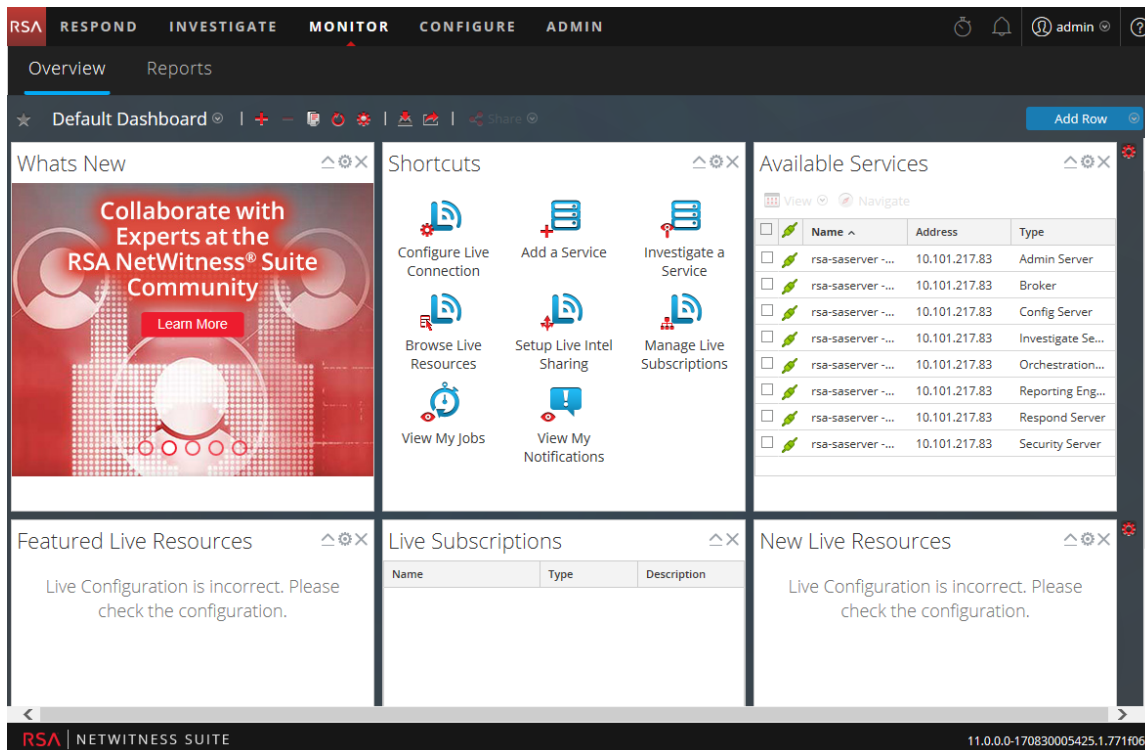 RSA RESPOND INVESTIGATE MONITOR CONFIGURE ADMIN admin
Overview Reports
Default Dashboard Share Add Row
Whats New
Collaborate with
Experts at the
RSA NetWitness® Suite
Community
Learn More
Shortcuts
Configure Live
Connection
Add a Service
Investigate a
Service
Browse Live
Resources
Setup Live Intel
Sharing
Manage Live
Subscriptions
View My Jobs
View My
Notifications
Available Services
View Navigate
Name Address Type
rsa-saserver -... 10.101.217.83 Admin Server
rsa-saserver -... 10.101.217.83 Broker
rsa-saserver -... 10.101.217.83 Config Server
rsa-saserver -... 10.101.217.83 Investigate Se...
rsa-saserver -... 10.101.217.83 Orchestration...
rsa-saserver -... 10.101.217.83 Reporting Eng...
rsa-saserver -... 10.101.217.83 Respond Server
rsa-saserver -... 10.101.217.83 Security Server
Featured Live Resources
Live Configuration is incorrect. Please
check the configuration.
Live Subscriptions
Name Type Description
New Live Resources
Live Configuration is incorrect. Please
check the configuration.
RSA NETWITNESS SUITE 11.0.0.0-170830005425.1.771f06